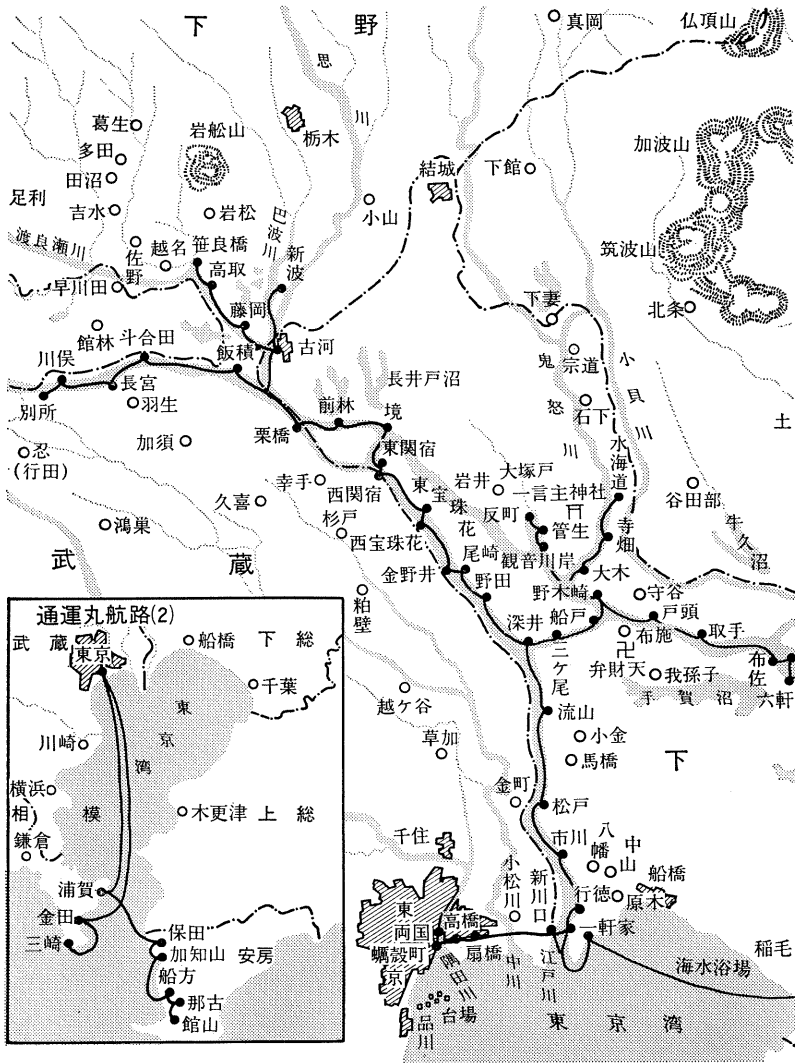 下野
真岡
仏頂山
思川
葛生
岩舩山
栃木
加波山
多田
田沼
足利
吉水
岩松
結城
下館
小山
巴波川
渡良瀬川
佐野
越名
笹良橋
新波
筑波山
早川田
高取
藤岡
下妻
北条
館林
斗合田
飯積
古河
川俣
長宮
別所
羽生
長井戸沼
鬼怒川
宗道
小貝川
石下
土
前林
境
栗橋
加須
忍
(行田)
東関宿
西関宿
幸手
久喜
杉戸
鴻巣
東宝珠花
西宝珠花
岩井
大塚戸
一言主神社
水海道
反町
菅生
寺畑
谷田部
牛久沼
武蔵
尾崎
観音川岸
金野井
野田
大木
野木崎
守谷
粕壁
深井
船戸
三ケ尾
戸頭
布施
取手
卍
弁財天
我孫子
布佐
手賀沼
六軒
越ケ谷
流山
草加
小金
馬橋
下
金町
松戸
千住
市川
八幡
中山
船橋
小松川
新川口
行徳
原木
東京
両国
高橋
蠣殻町
扇橋
一軒家
稲毛
隅田川
中川
江戸川
海水浴場
品川
台場
東京湾
通運丸航路(2)
武蔵
東京
船橋
下総
千葉
東京湾
川崎
横浜
相模
木更津
上総
鎌倉
浦賀
金田
三崎
保田
加知山
安房
船方
那古
館山